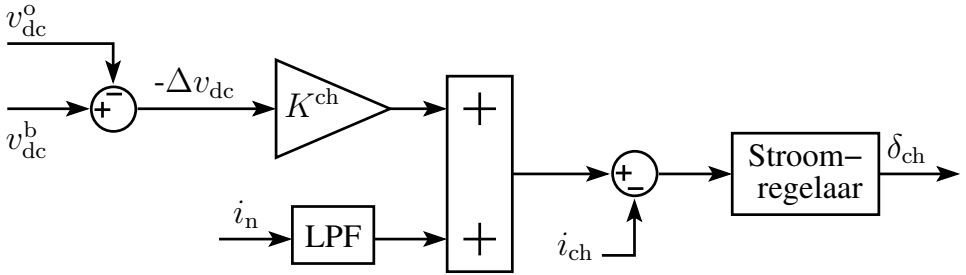 v_dc^o
-Δv_dc
K^ch
v_dc^b
i_n
LPF
i_ch
Stroom-
regelaar
δ_ch